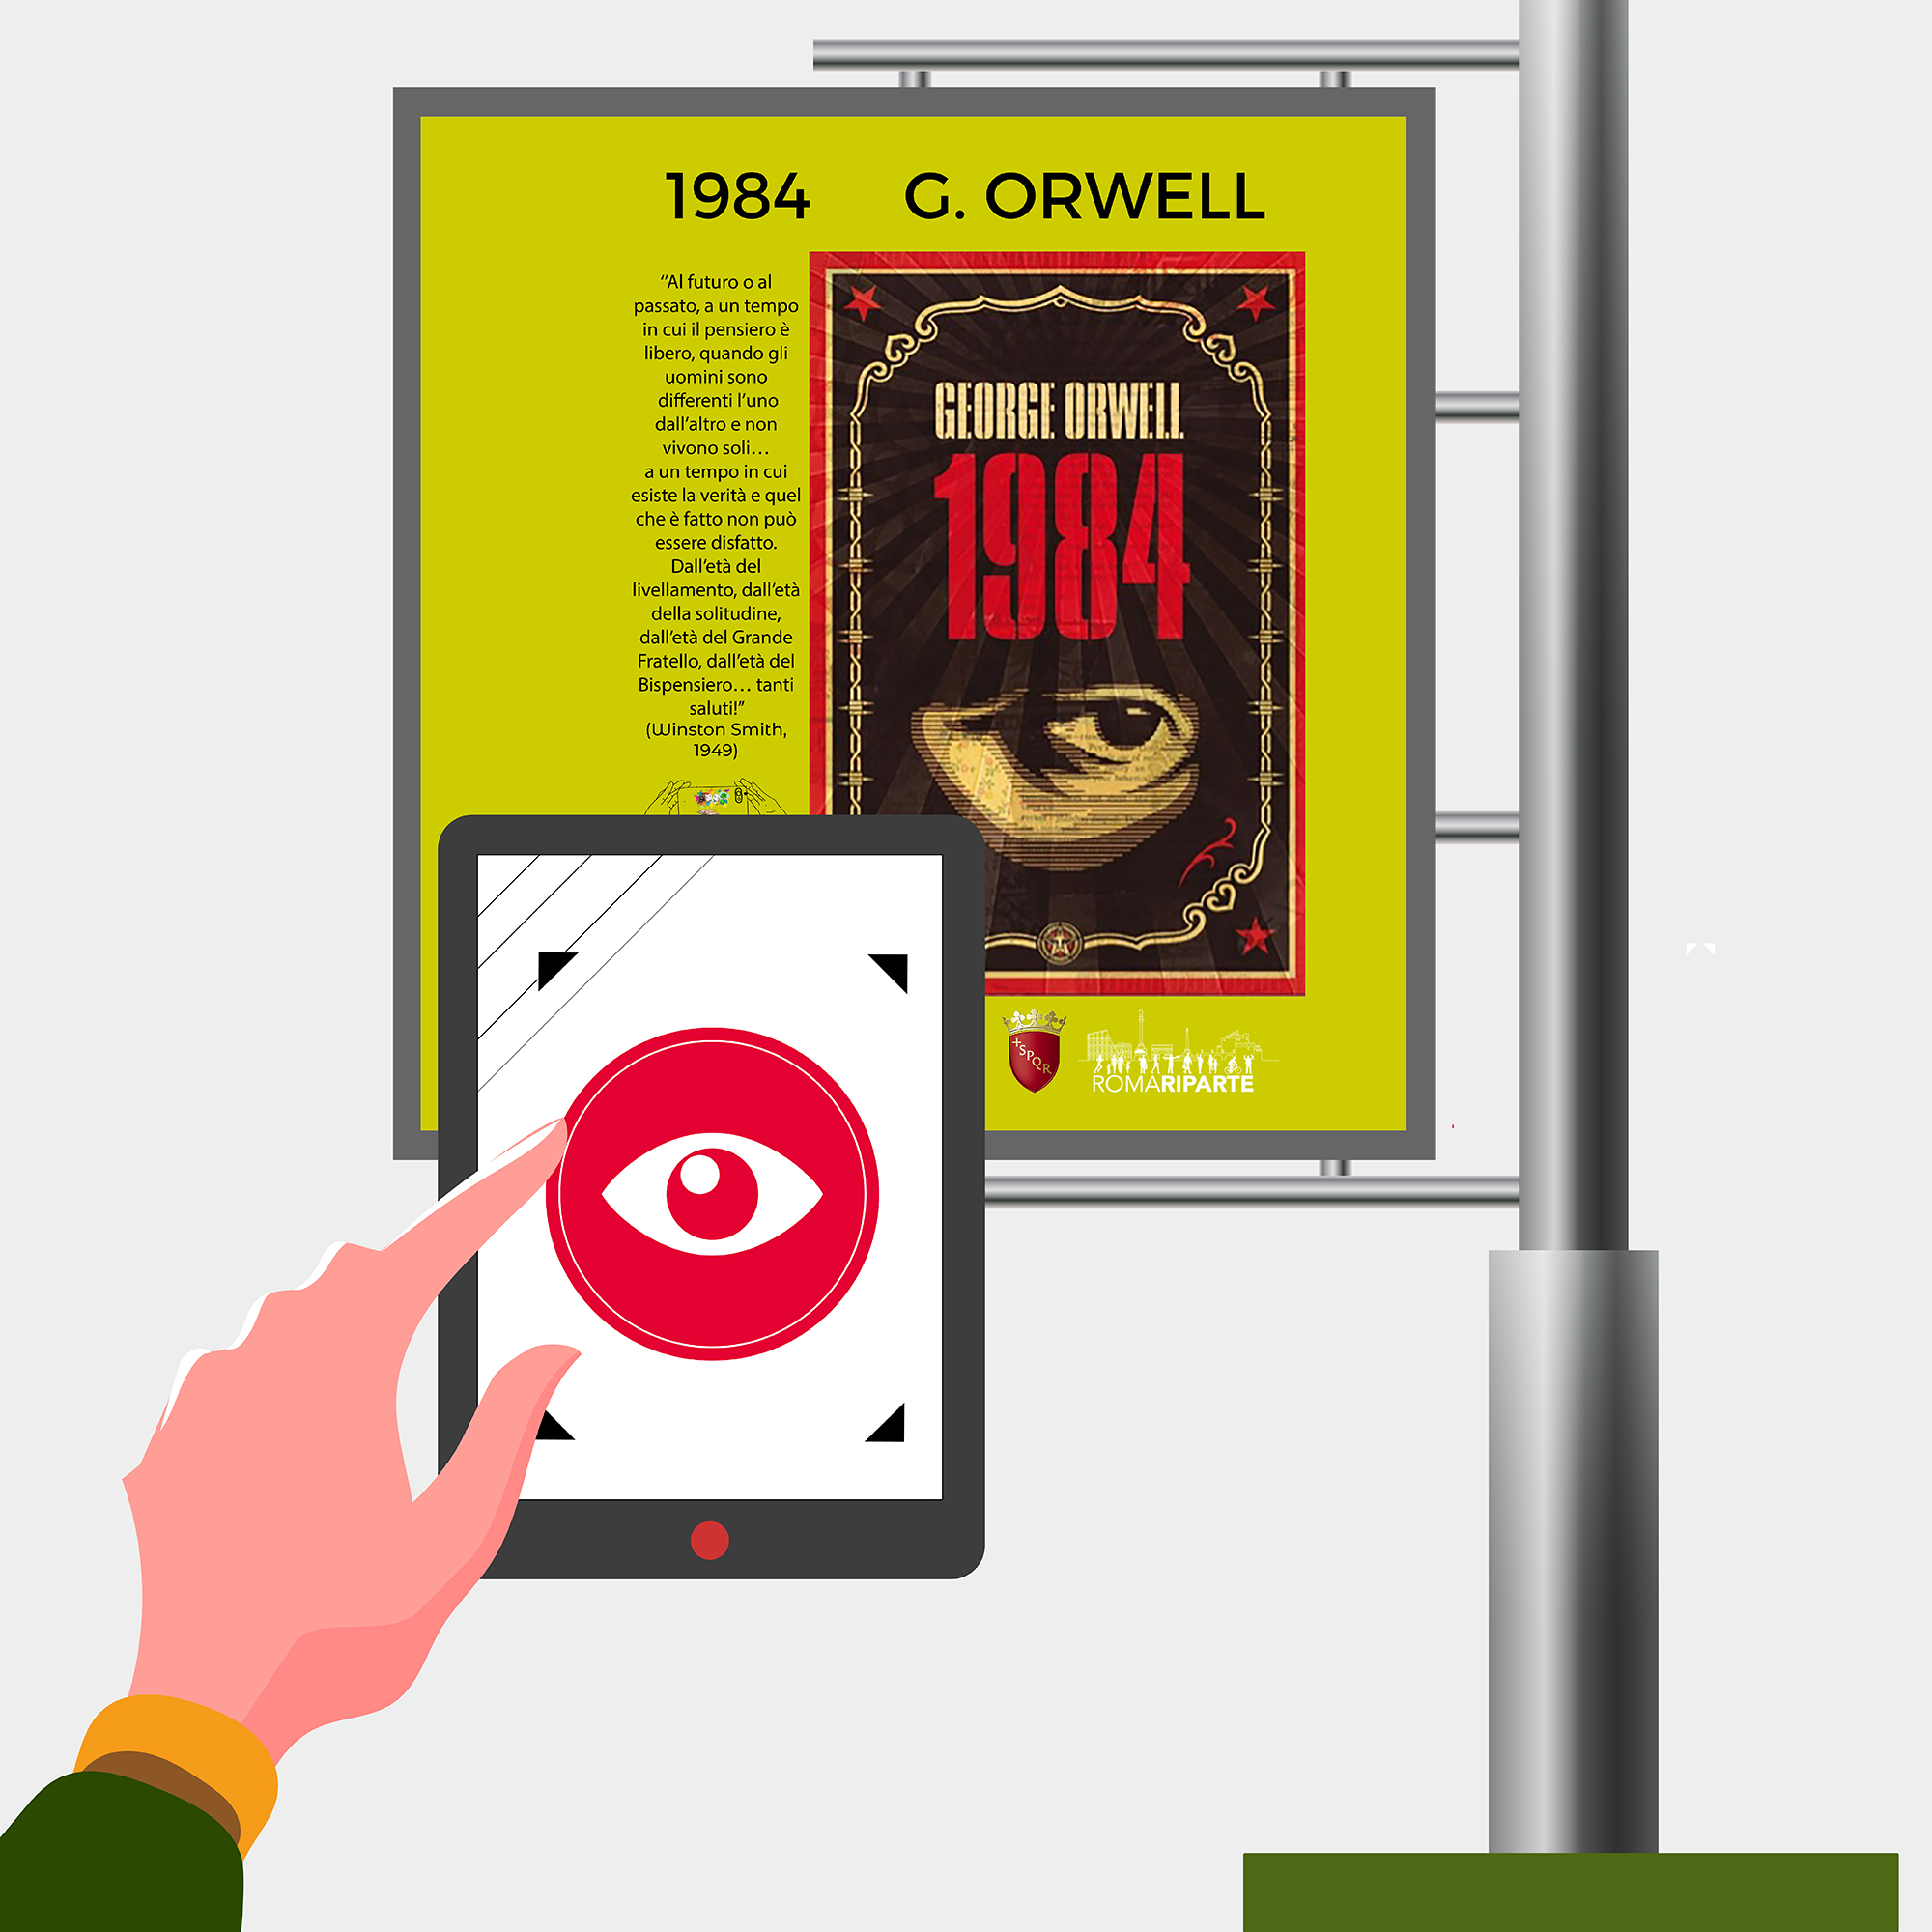 1984 G. ORWELL
“Al futuro o al
passato, a un tempo
in cui il pensiero è
libero, quando gli
uomini sono
differenti l’uno
dall’altro e non
vivono soli…
a un tempo in cui
esiste la verità e quel
che è fatto non può
essere disfatto.
Dall’età del
livellamento, dall’età
della solitudine,
dall’età del Grande
Fratello, dall’età del
Bispensiero… tanti
saluti!”
(Winston Smith,
1949)
GEORGE ORWELL
1984
SPQR
ROMARIPARTE